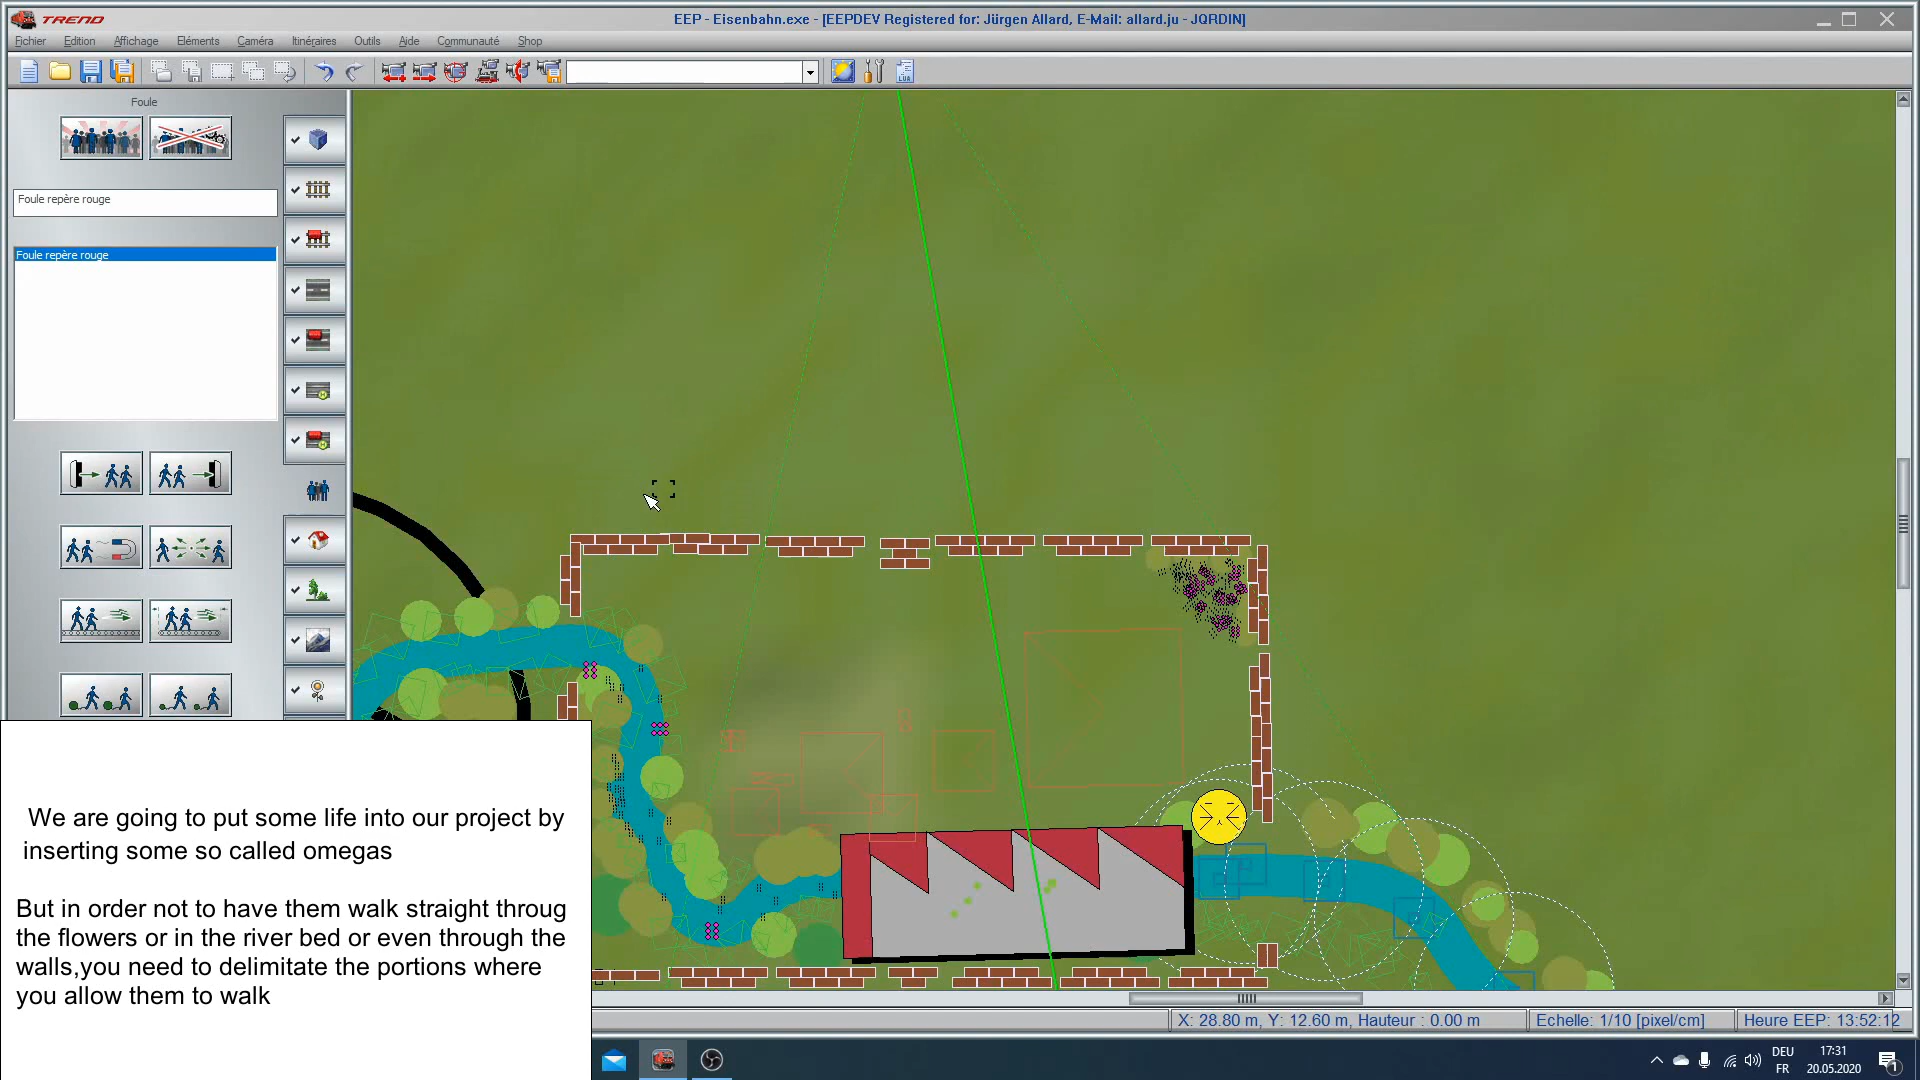 TREND
EEP - Eisenbahn.exe - [EEPDEV Registered for: Jürgen Allard, E-Mail: allard.ju - JQRDIN]
Fichier Edition Affichage Eléments Caméra Itinéraires Outils Aide Communauté Shop
LUA
Foule
Foule repère rouge
Foule repère rouge
We are going to put some life into our project by
inserting some so called omegas
But in order not to have them walk straight throug
the flowers or in the river bed or even through the
walls,you need to delimitate the portions where
you allow them to walk
X: 28.80 m, Y: 12.60 m, Hauteur : 0.00 m
Echelle: 1/10 [pixel/cm]
Heure EEP: 13:52:12
DEU
FR
17:31
20.05.2020
1